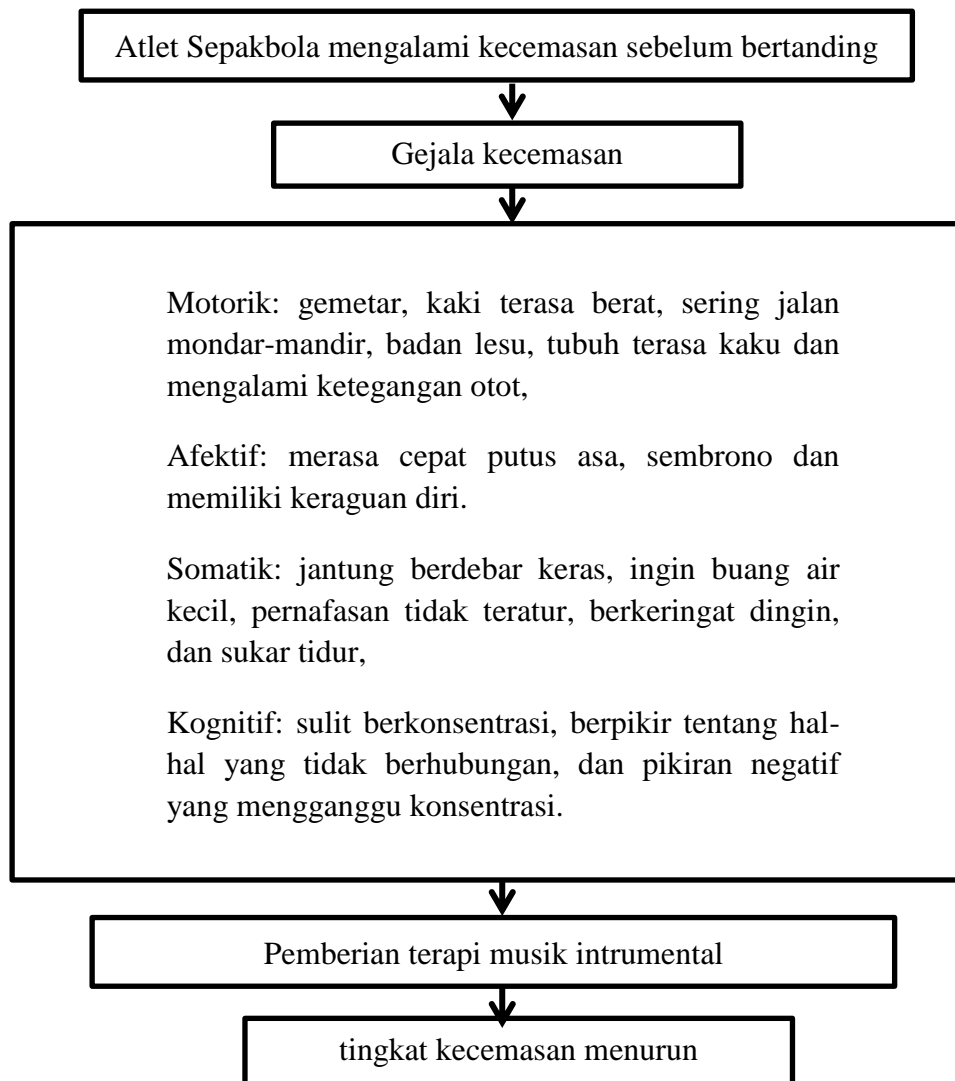 Atlet Sepakbola mengalami kecemasan sebelum bertanding
Gejala kecemasan
Motorik: gemetar, kaki terasa berat, sering jalan
mondar-mandir, badan lesu, tubuh terasa kaku dan
mengalami ketegangan otot,
Afektif: merasa cepat putus asa, sembrono dan
memiliki keraguan diri.
Somatik: jantung berdebar keras, ingin buang air
kecil, pernafasan tidak teratur, berkeringat dingin,
dan sukar tidur,
Kognitif: sulit berkonsentrasi, berpikir tentang hal-
hal yang tidak berhubungan, dan pikiran negatif
yang mengganggu konsentrasi.
Pemberian terapi musik intrumental
tingkat kecemasan menurun